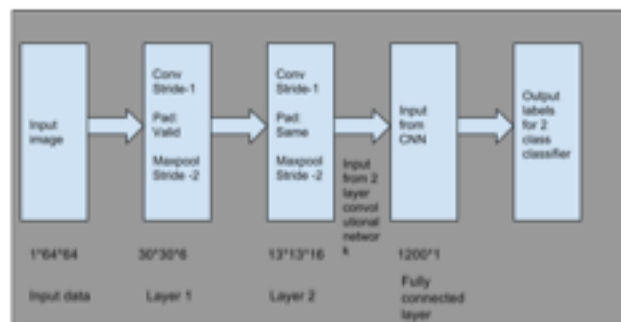 Input
image
Conv
Stride-1
Pad:
Valid
Maxpool
Stride -2
Conv
Stride-1
Pad:
Same
Maxpool
Stride -2
Input
from 2
layer
convol
utional
networ
k
Input
from
CNN
Output
labels
for 2
class
classifier
1*64*64
30*30*6
13*13*16
1200*1
Input data
Layer 1
Layer 2
Fully
connected
layer